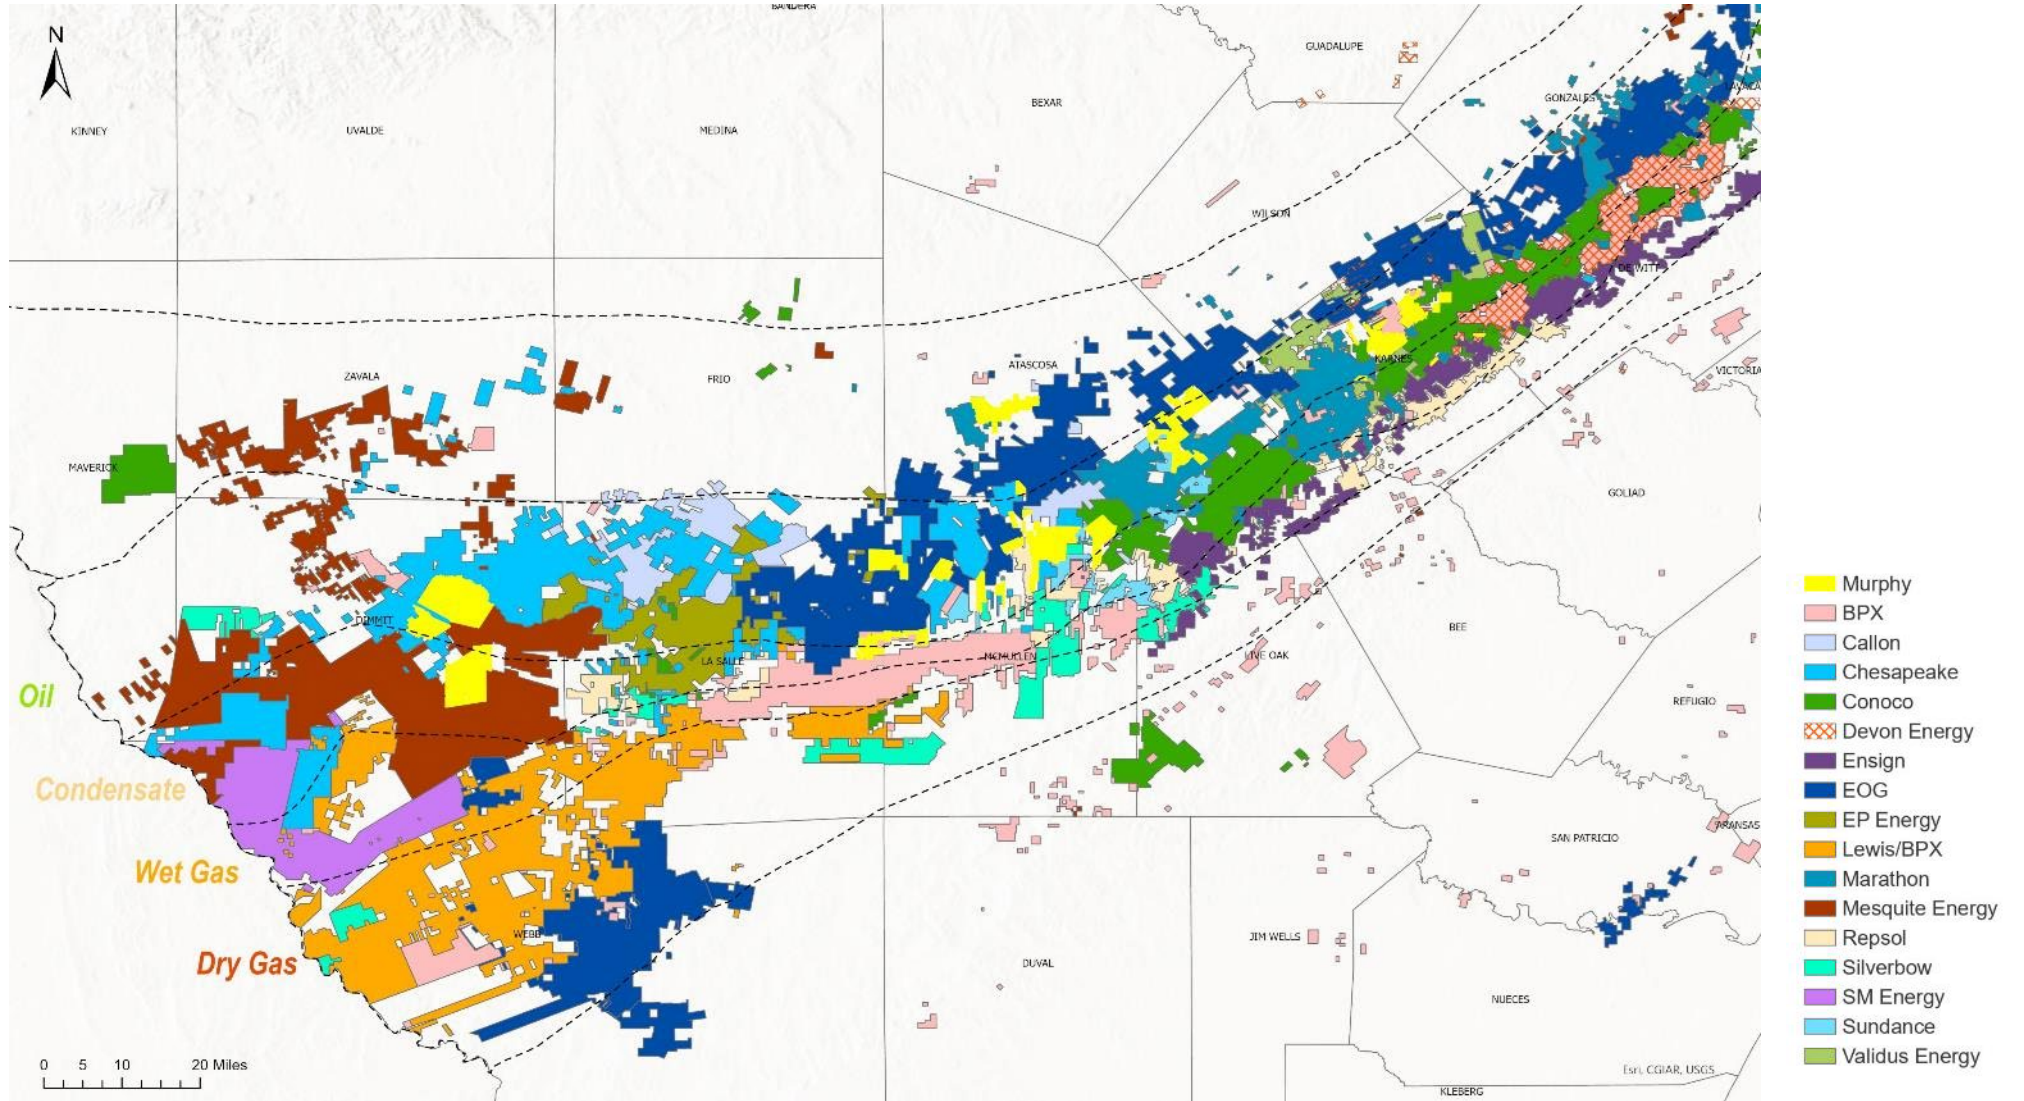 BANDERA
N
GUADALUPE
KINNEY
UVALDE
MEDINA
BEXAR
GONZALES
LAVACA
WILSON
DE WITT
ZAVALA
FRIO
ATASCOSA
KARNES
VICTORIA
MAVERICK
GOLIAD
DIMMIT
LA SALLE
MCMULLEN
LIVE OAK
BEE
REFUGIO
Oil
Condensate
Wet Gas
Dry Gas
SAN PATRICIO
ARANSAS
WEBB
DUVAL
JIM WELLS
NUECES
KLEBERG
0 5 10 20 Miles
Esri, CGIAR, USGS
Murphy
BPX
Callon
Chesapeake
Conoco
Devon Energy
Ensign
EOG
EP Energy
Lewis/BPX
Marathon
Mesquite Energy
Repsol
Silverbow
SM Energy
Sundance
Validus Energy